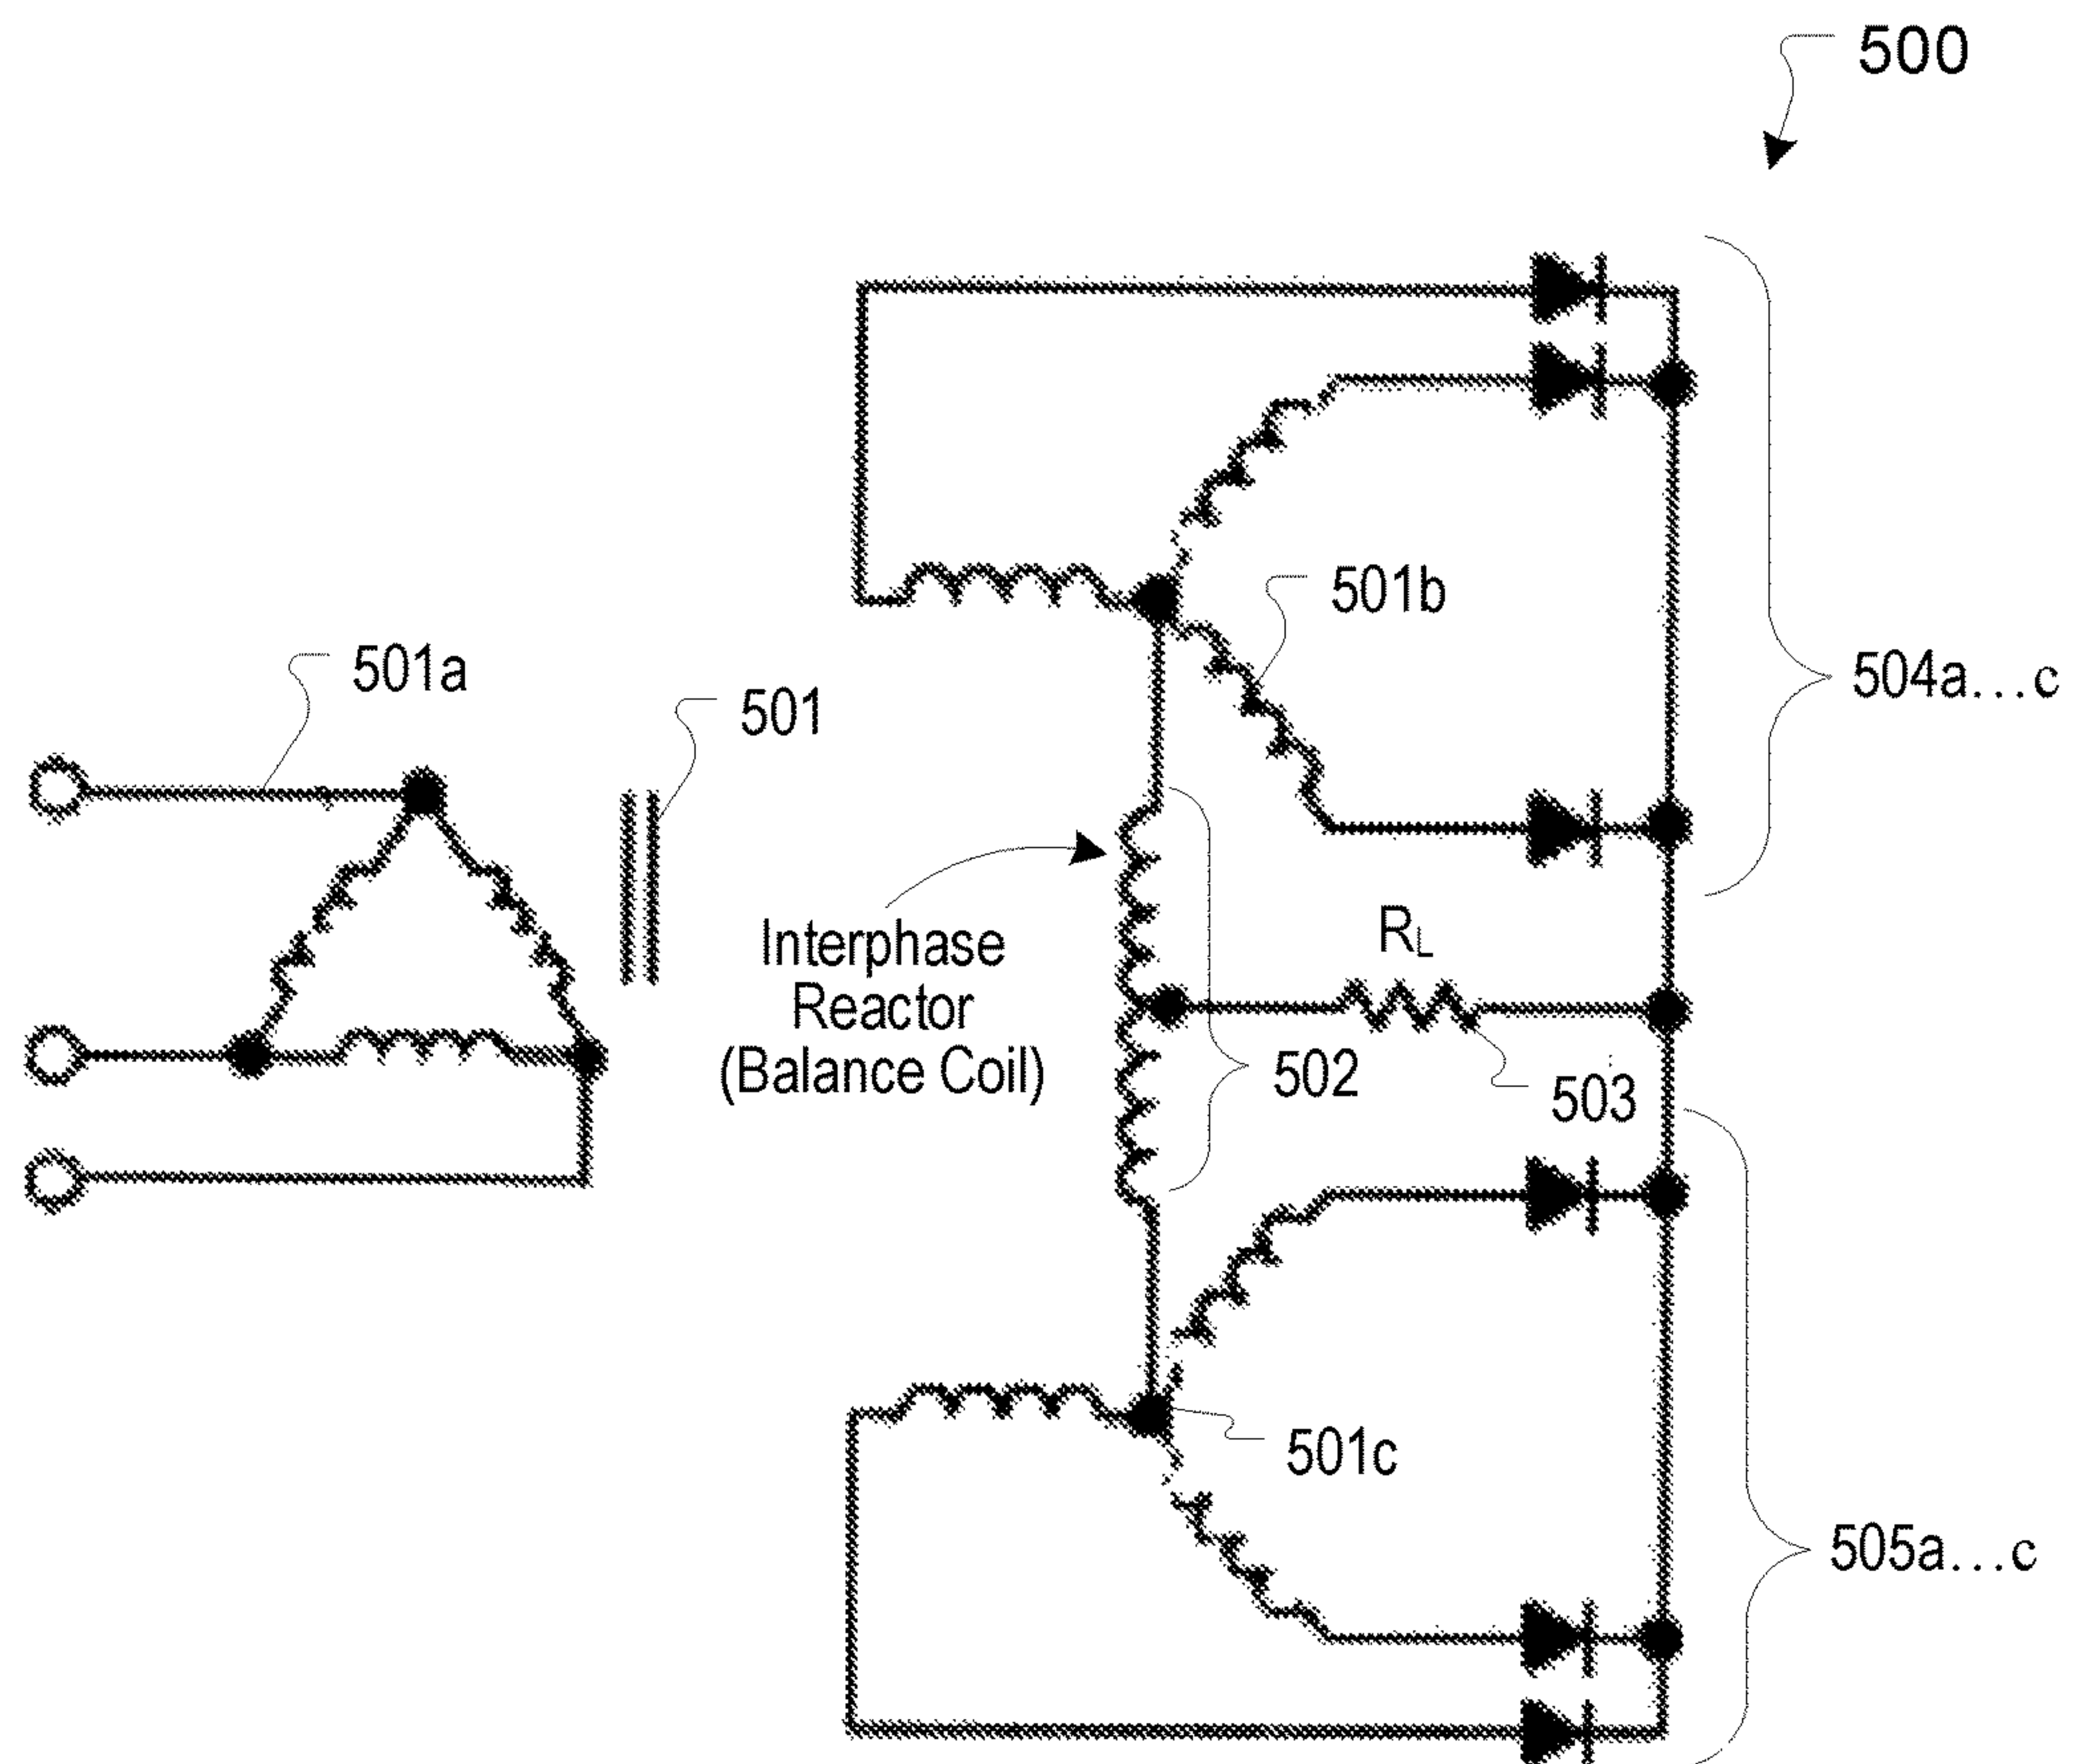 500
501b
501a
504a...c
501
Interphase
Reactor
(Balance Coil)
RL
502
503
501c
505a...c